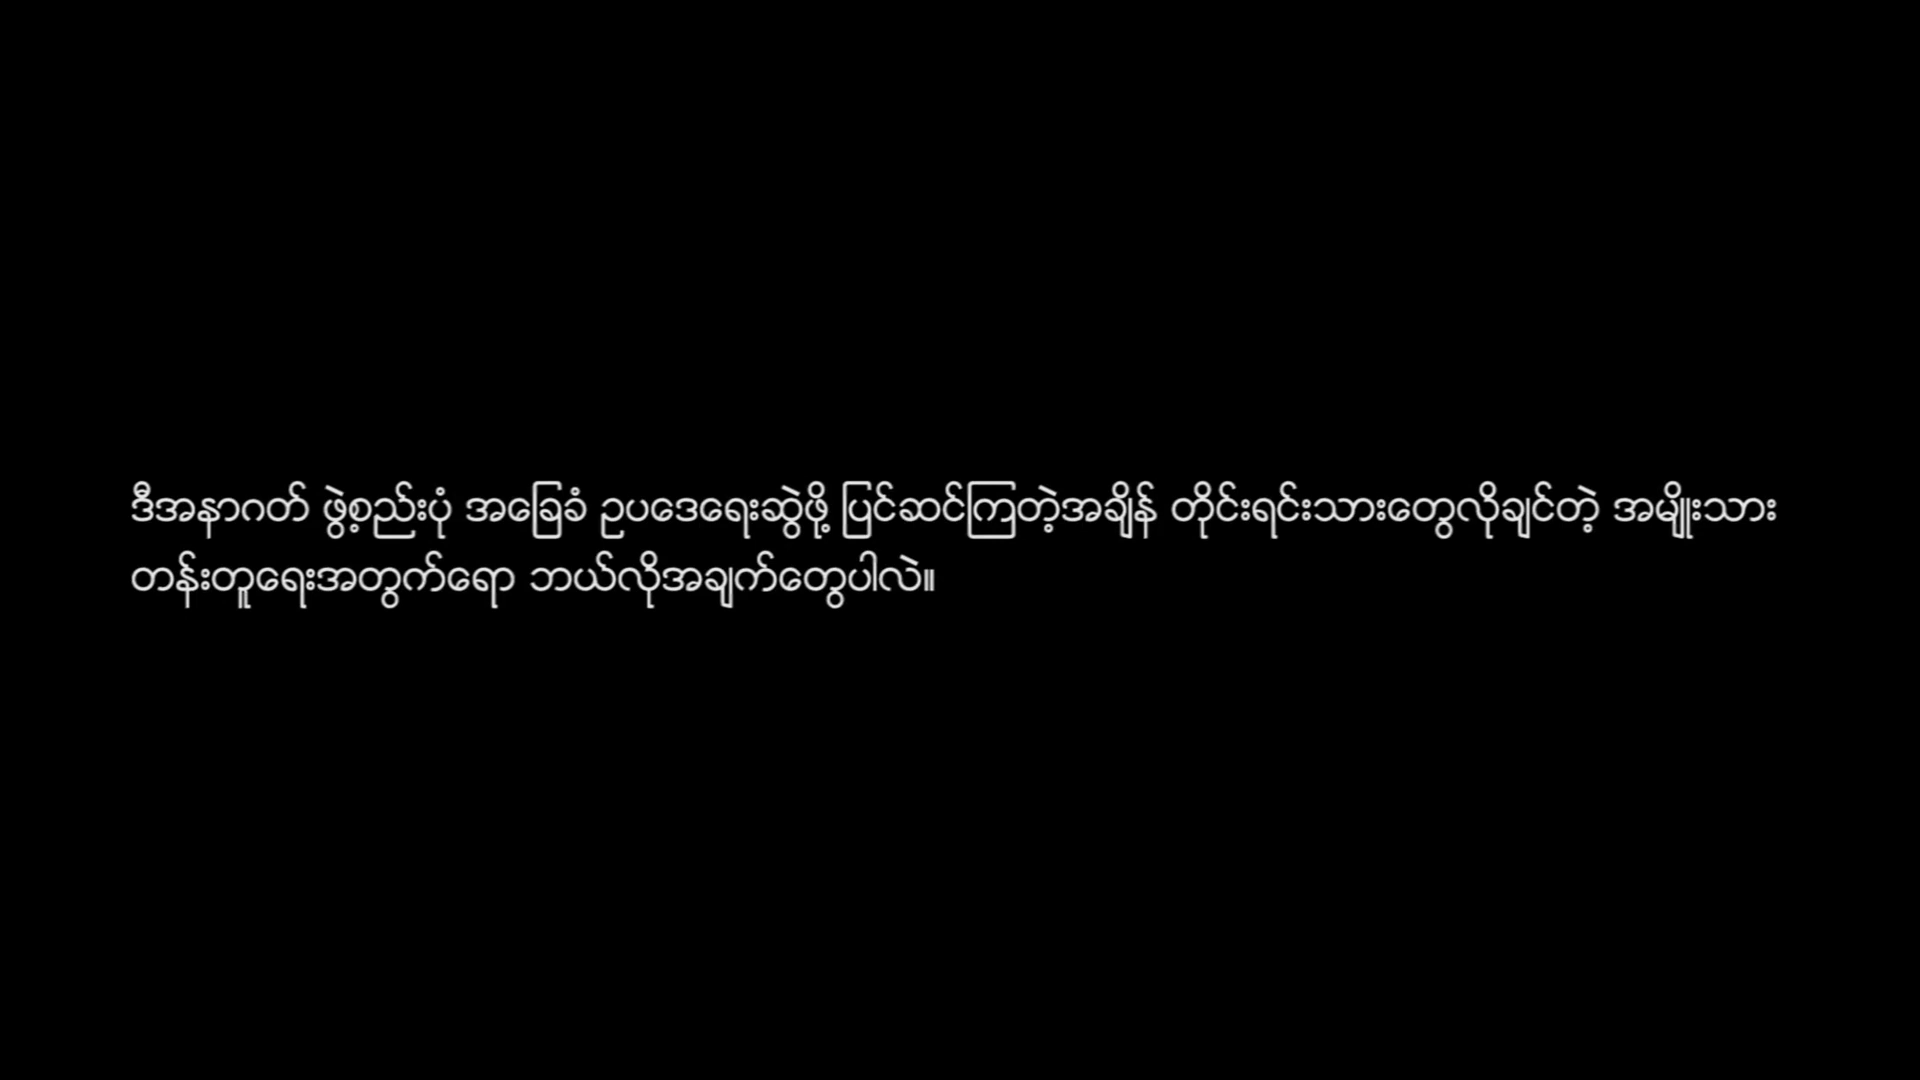 ဒီအနာဂတ် ဖွဲ့စည်းပုံ အခြေခံ ဥပဒေရေးဆွဲဖို့ ပြင်ဆင်ကြတဲ့အချိန် တိုင်းရင်းသားတွေလိုချင်တဲ့ အမျိုးသား
တန်းတူရေးအတွက်ရော ဘယ်လိုအချက်တွေပါလဲ။